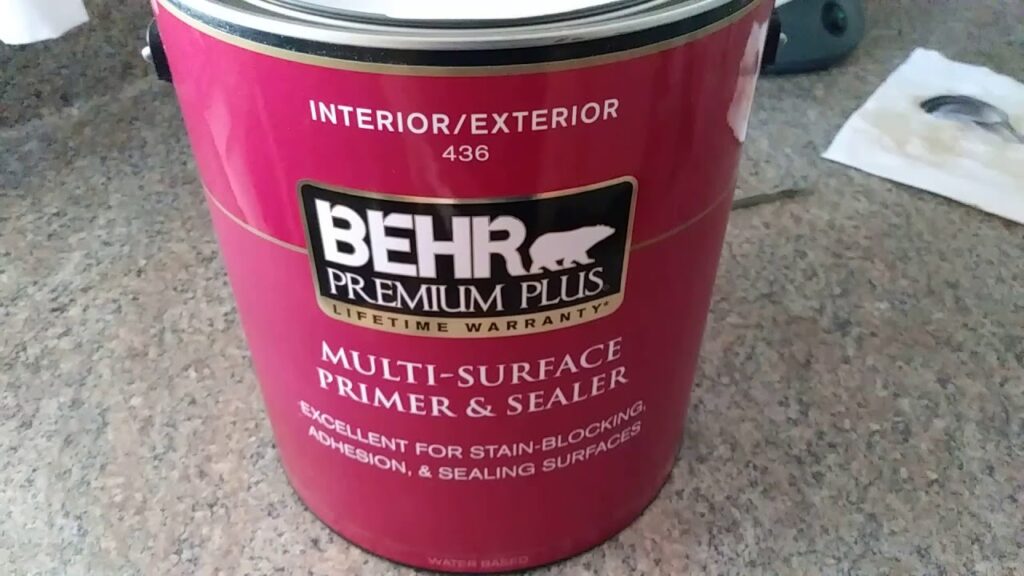 INTERIOR/EXTERIOR
436
BEHR
PREMIUM PLUS
LIFETIME WARRANTY*
MULTI-SURFACE
PRIMER & SEALER
EXCELLENT FOR STAIN-BLOCKING,
ADHESION, & SEALING SURFACES
WATER BASED